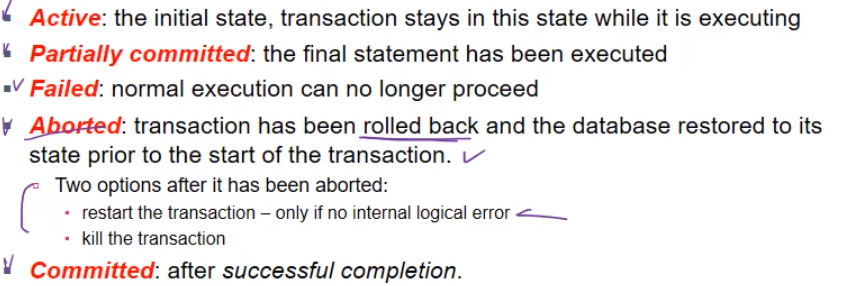 Active: the initial state, transaction stays in this state while it is executing
Partially committed: the final statement has been executed
Failed: normal execution can no longer proceed
Aborted: transaction has been rolled back and the database restored to its
state prior to the start of the transaction.
Two options after it has been aborted:
restart the transaction – only if no internal logical error
kill the transaction
Committed: after successful completion.